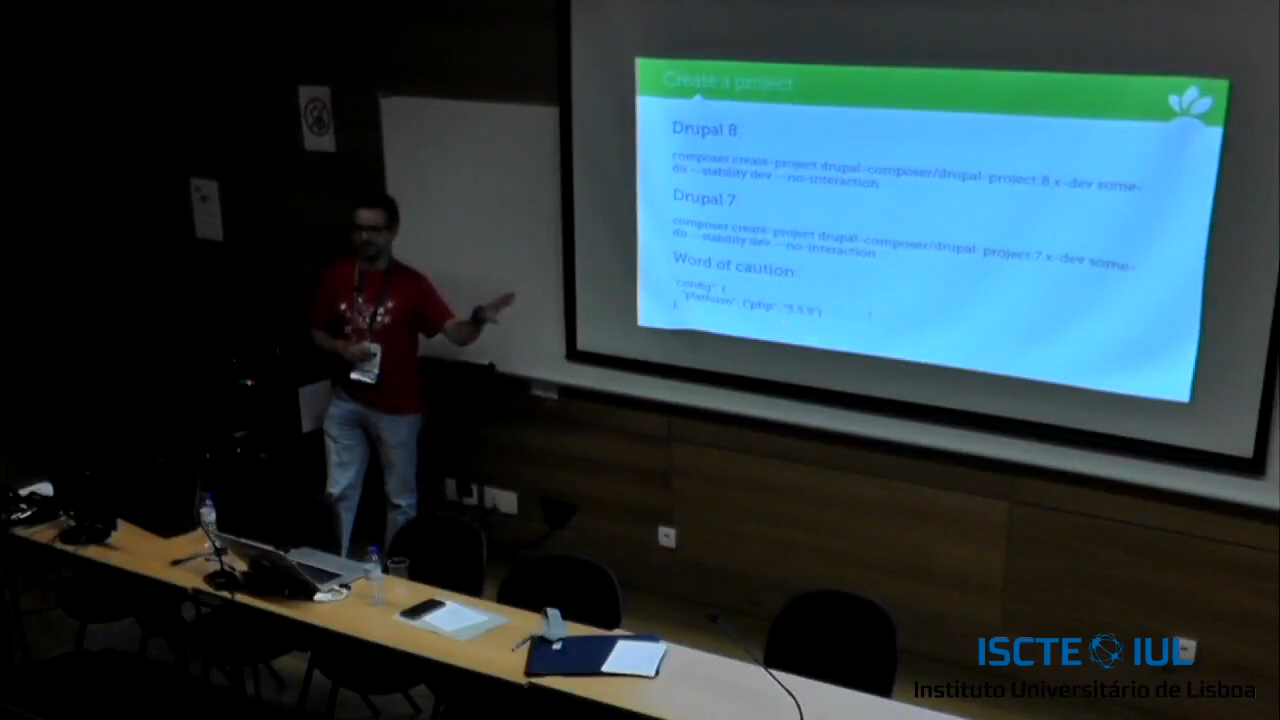 Create a project
Drupal 8
composer create-project drupal-composer/drupal-project:8.x-dev some-
dir --stability dev --no-interaction
Drupal 7
composer create-project drupal-composer/drupal-project:7.x-dev some-
dir --stability dev --no-interaction
Word of caution
"config": {
"platform": {"php": "5.5.9"}
},
ISCTE IUL
Instituto Universitário de Lisboa